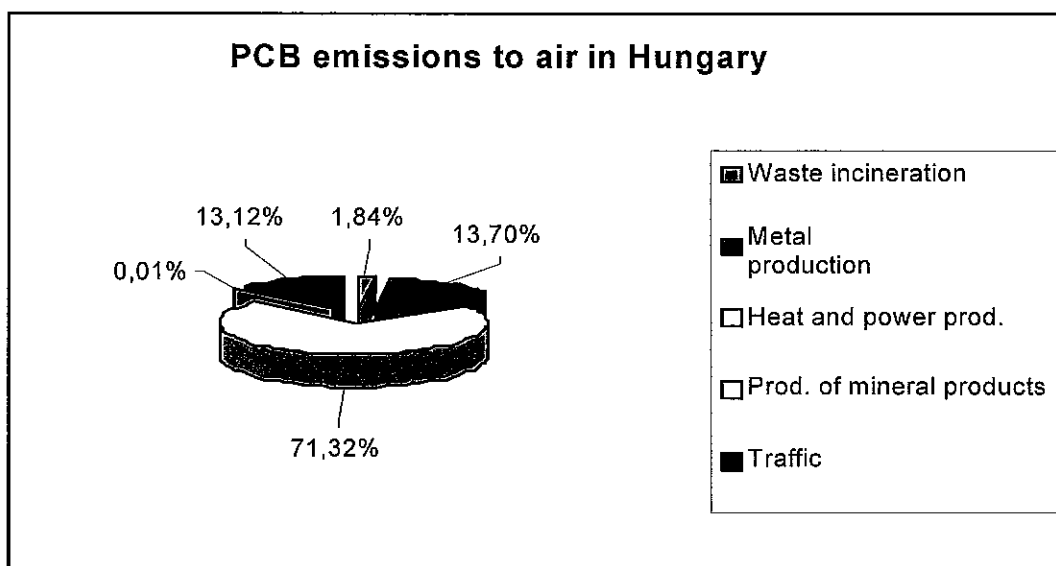 PCB emissions to air in Hungary
13,12%
1,84%
13,70%
0,01%
71,32%
Waste incineration
Metal
production
Heat and power prod.
Prod. of mineral products
Traffic